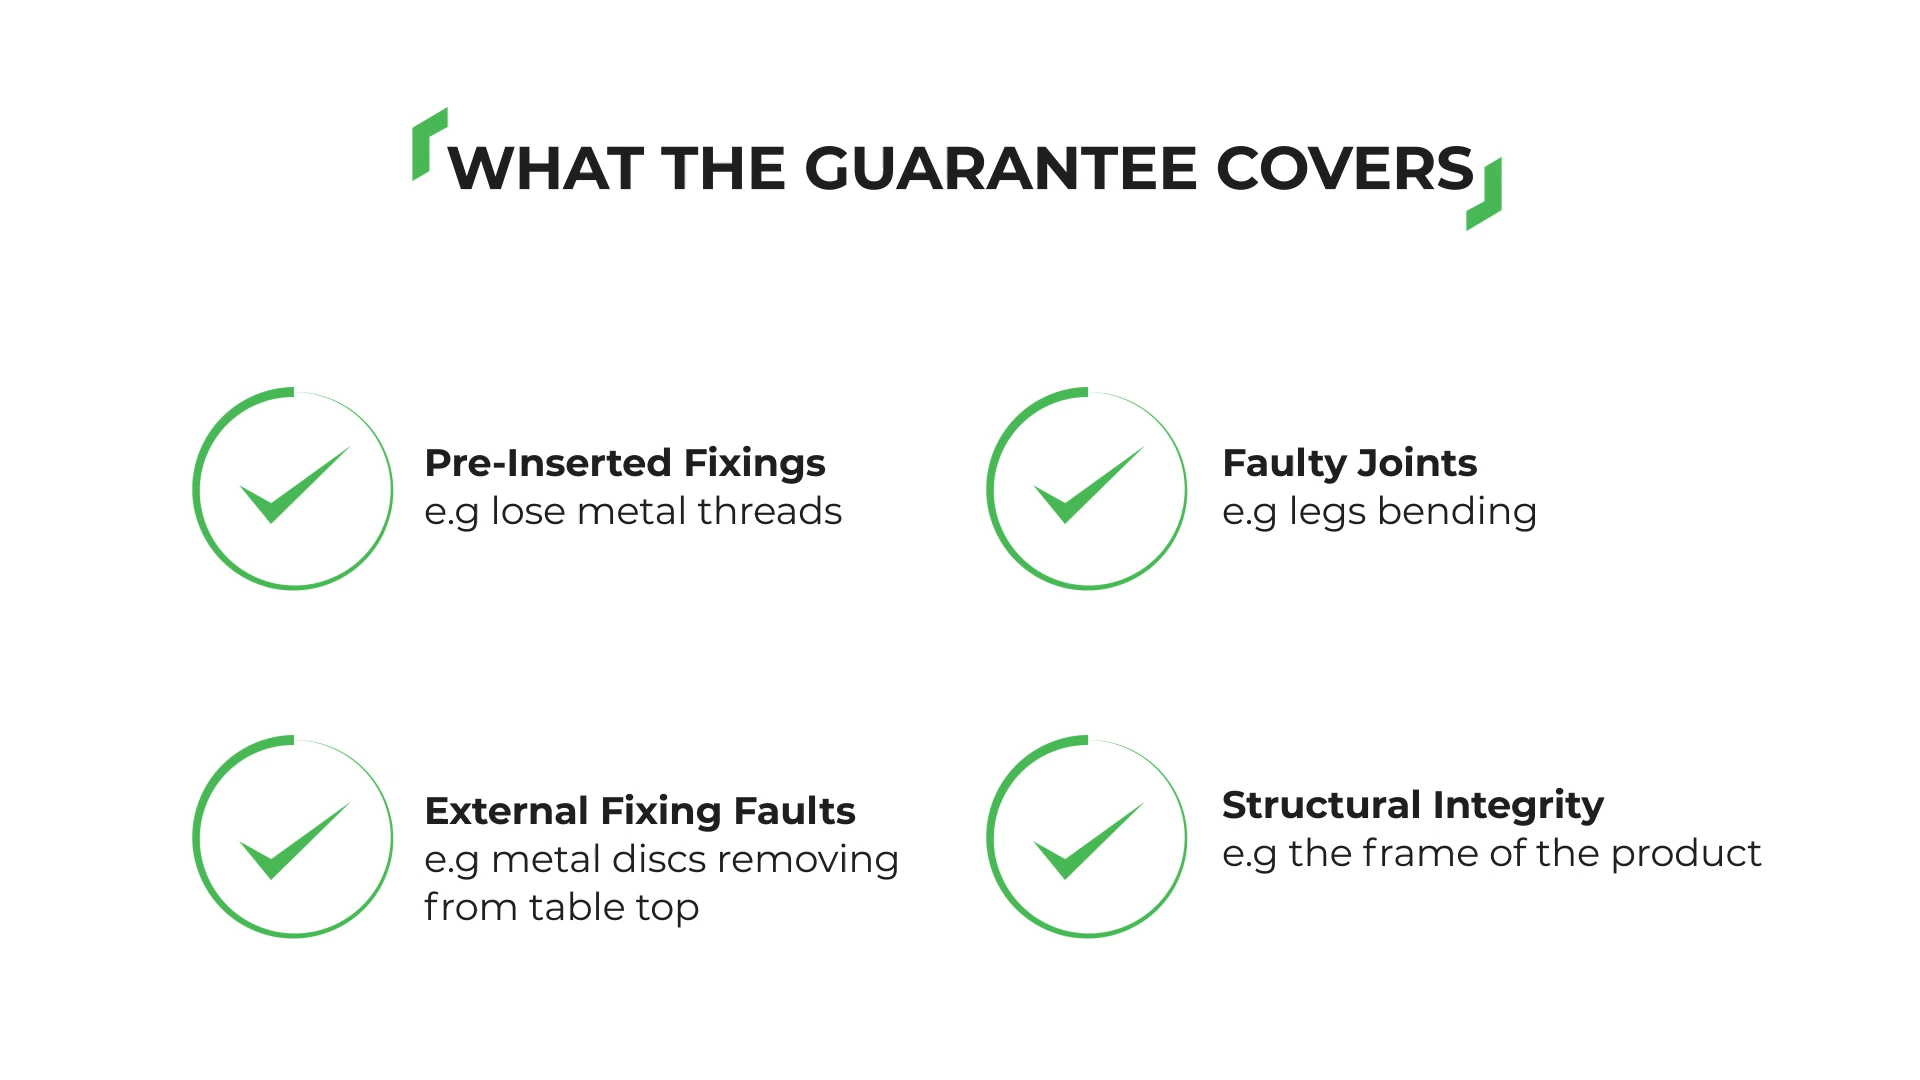 WHAT THE GUARANTEE COVERS
Pre-Inserted Fixings
e.g lose metal threads
Faulty Joints
e.g legs bending
External Fixing Faults
e.g metal discs removing
from table top
Structural Integrity
e.g the frame of the product